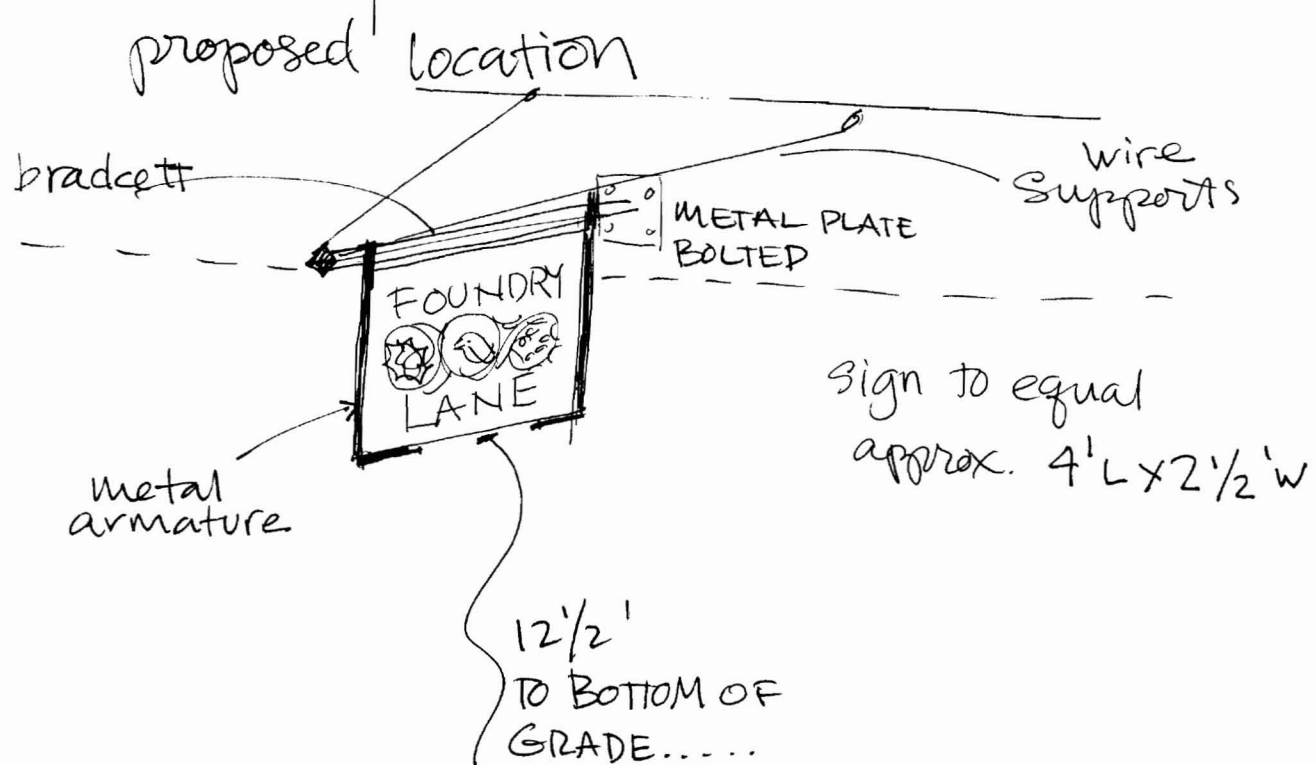 proposed location
bradcett
wire
supports
METAL PLATE
BOLTED
FOUNDRY
LANE
sign to equal
approx. 4' L x 2 1/2' W
metal
armature
12 1/2'
TO BOTTOM OF
GRADE.....